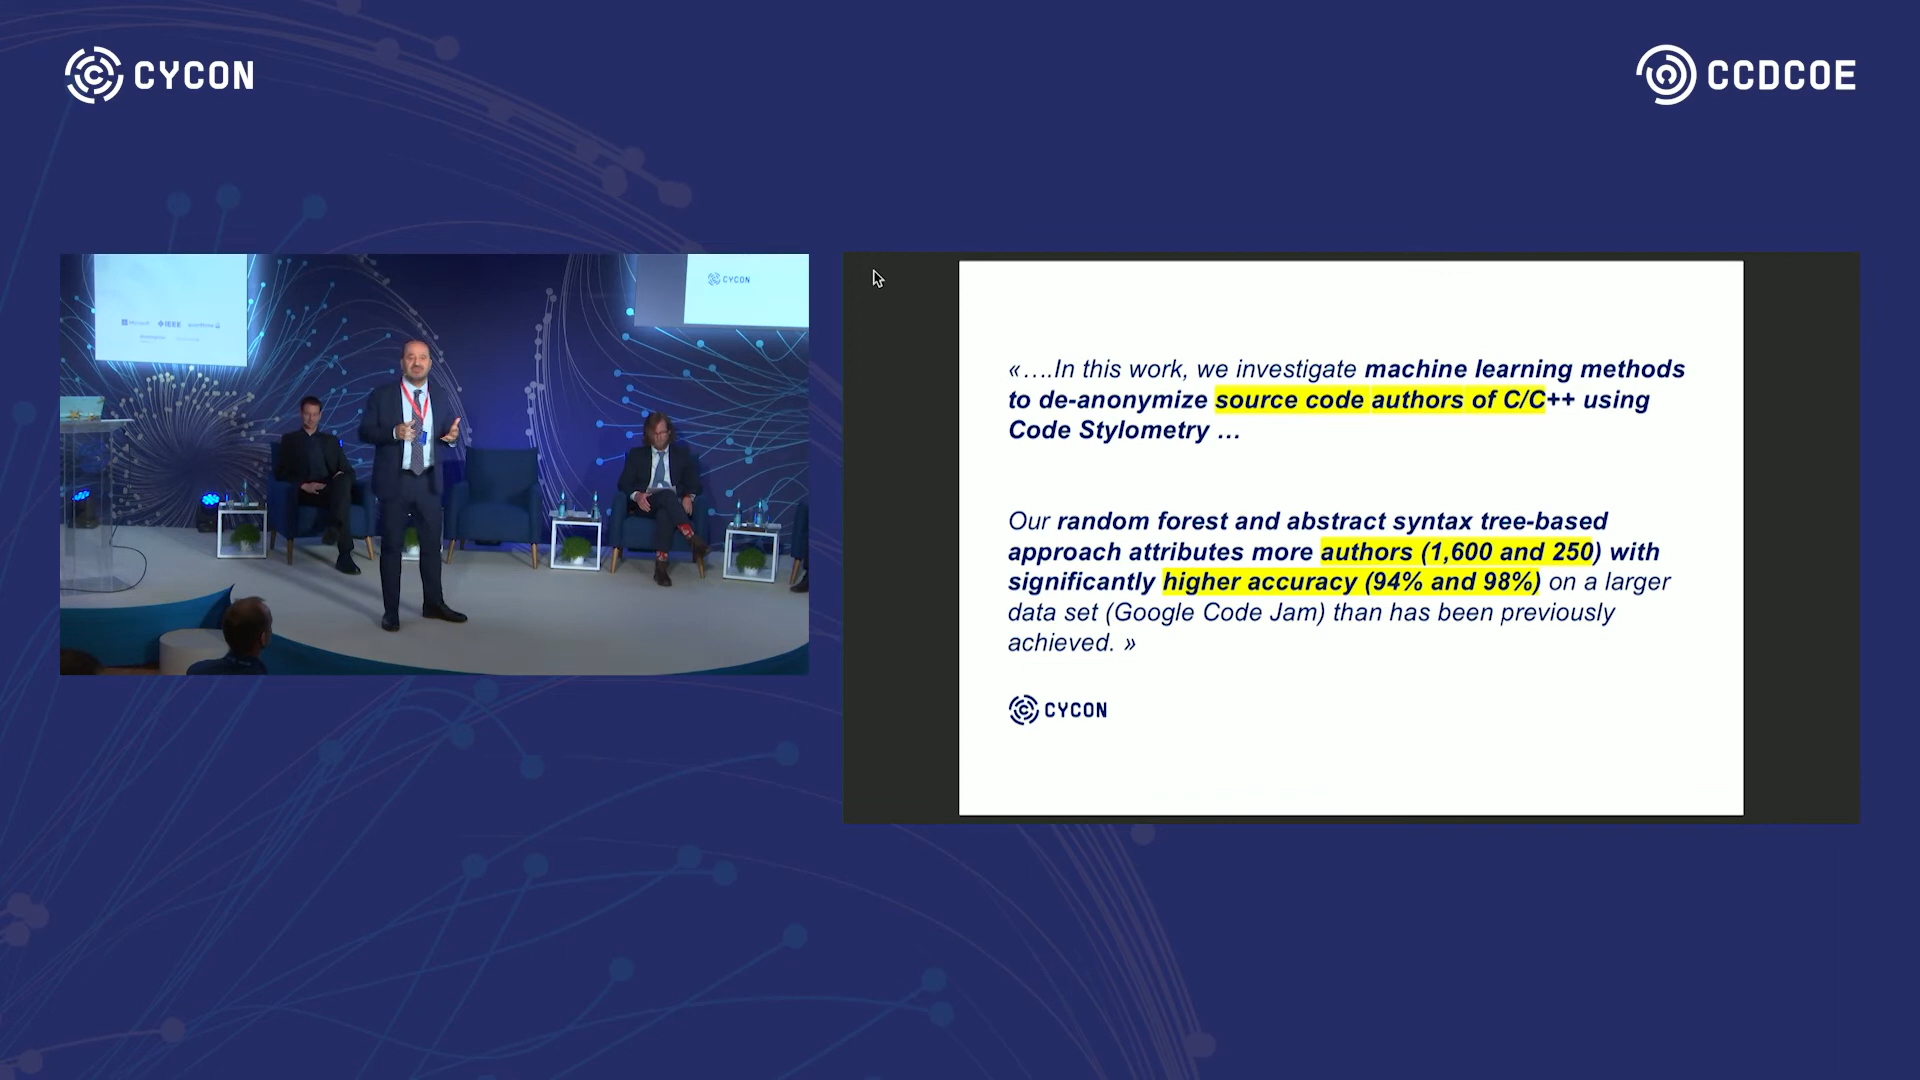 CYCON
CCDCOE
CYCON
IEEE
«….In this work, we investigate machine learning methods
to de-anonymize source code authors of C/C++ using
Code Stylometry …
Our random forest and abstract syntax tree-based
approach attributes more authors (1,600 and 250) with
significantly higher accuracy (94% and 98%) on a larger
data set (Google Code Jam) than has been previously
achieved. »
CYCON